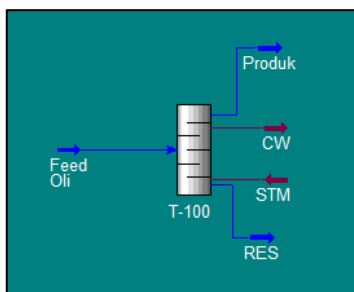 Produk
CW
Feed
Oli
STM
T-100
RES